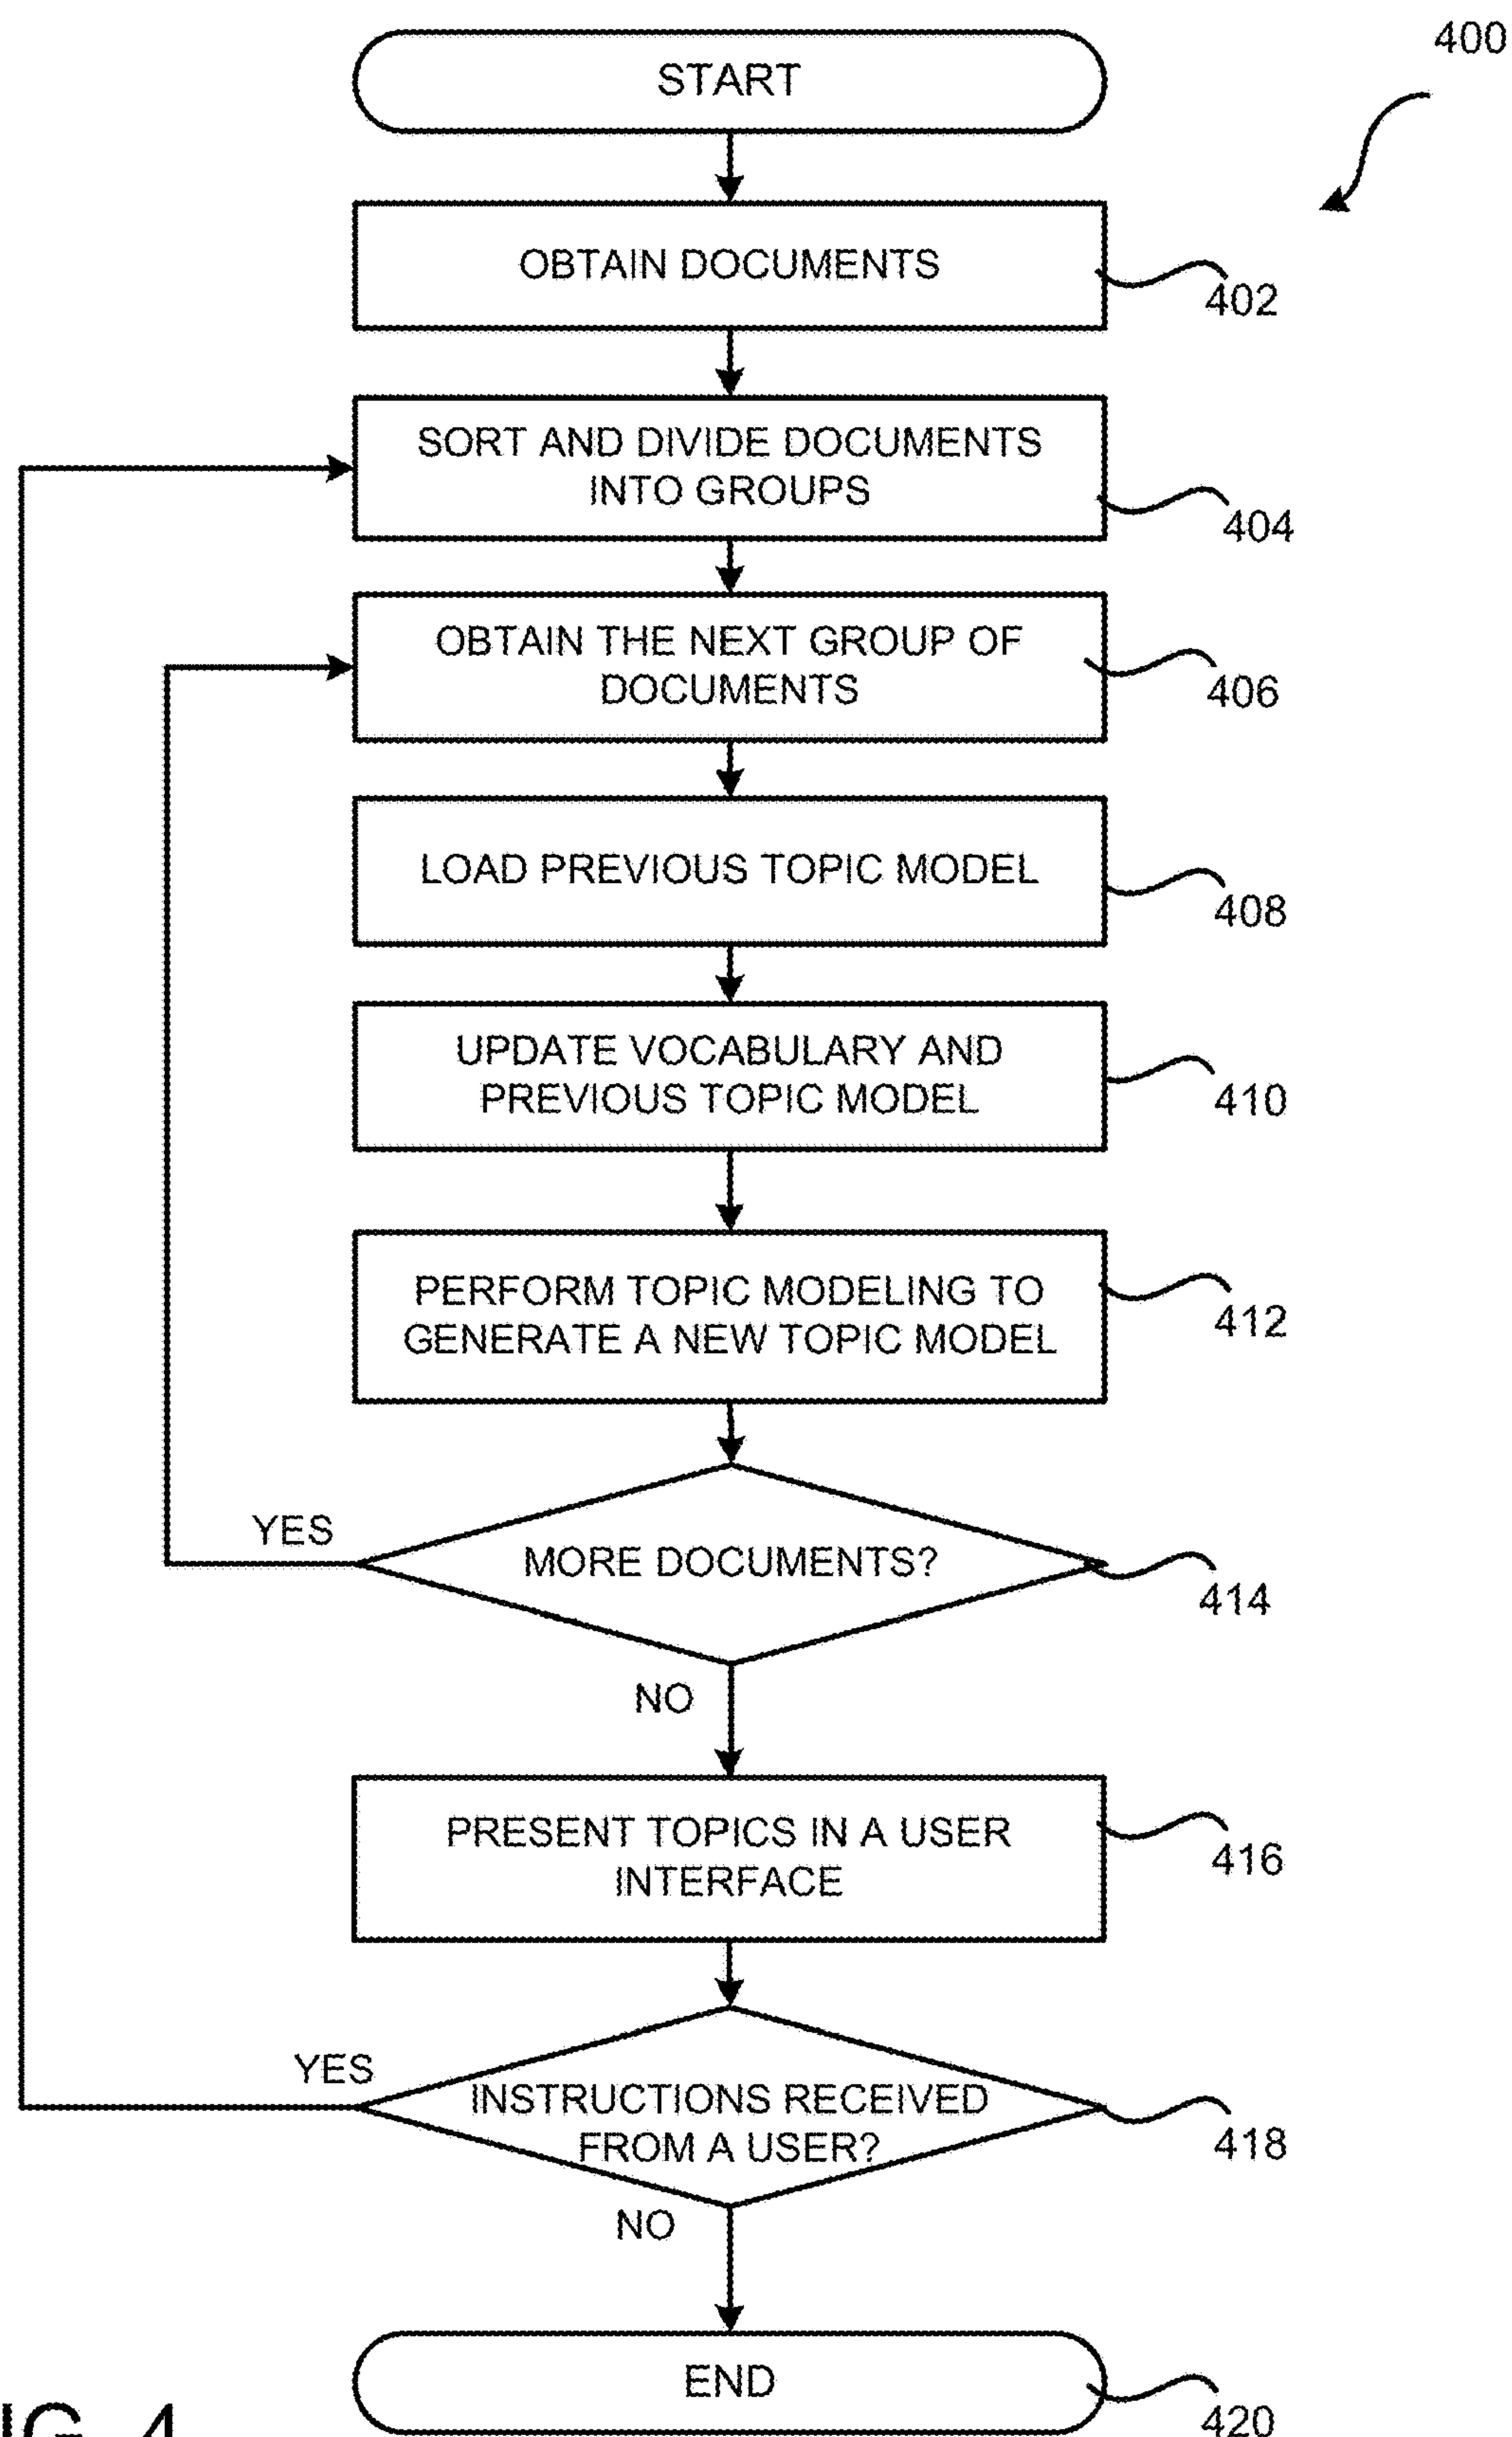 400
START
OBTAIN DOCUMENTS
402
SORT AND DIVIDE DOCUMENTS
INTO GROUPS
404
OBTAIN THE NEXT GROUP OF
DOCUMENTS
406
LOAD PREVIOUS TOPIC MODEL
408
UPDATE VOCABULARY AND
PREVIOUS TOPIC MODEL
410
PERFORM TOPIC MODELING TO
GENERATE A NEW TOPIC MODEL
412
YES
MORE DOCUMENTS?
414
NO
PRESENT TOPICS IN A USER
INTERFACE
416
YES
INSTRUCTIONS RECEIVED
FROM A USER?
418
NO
END
420